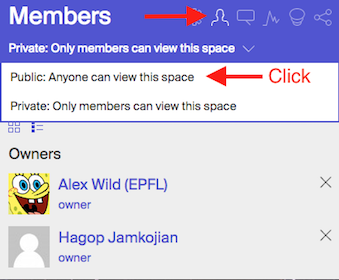 Members
Private: Only members can view this space
Public: Anyone can view this space
Click
Private: Only members can view this space
Owners
Alex Wild (EPFL)
owner
Hagop Jamkojian
owner